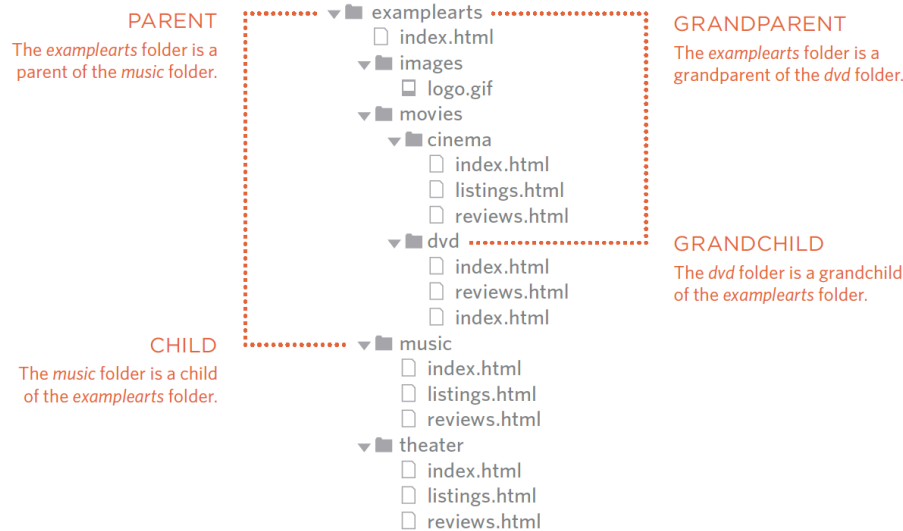 PARENT
The examplearts folder is a
parent of the music folder.
examplearts
index.html
images
logo.gif
movies
cinema
index.html
listings.html
reviews.html
dvd
index.html
reviews.html
index.html
music
index.html
listings.html
reviews.html
theater
index.html
listings.html
reviews.html
CHILD
The music folder is a child
of the examplearts folder.
GRANDPARENT
The examplearts folder is a
grandparent of the dvd folder.
GRANDCHILD
The dvd folder is a grandchild
of the examplearts folder.